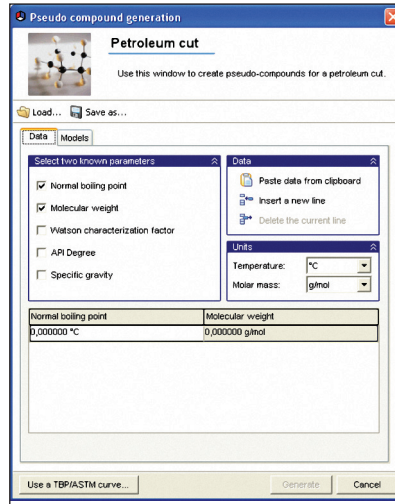 Pseudo compound generation
Petroleum cut
Use this window to create pseudo-compounds for a petroleum cut.
Load... Save as...
Data Models
Select two known parameters
Normal boiling point
Molecular weight
Watson characterization factor
API Degree
Specific gravity
Data
Paste data from clipboard
Insert a new line
Delete the current line
Units
Temperature: °C
Molar mass: g/mol
Normal boiling point Molecular weight
0,000000 °C 0,000000 g/mol
Use a TBP/ASTM curve... Generate Cancel